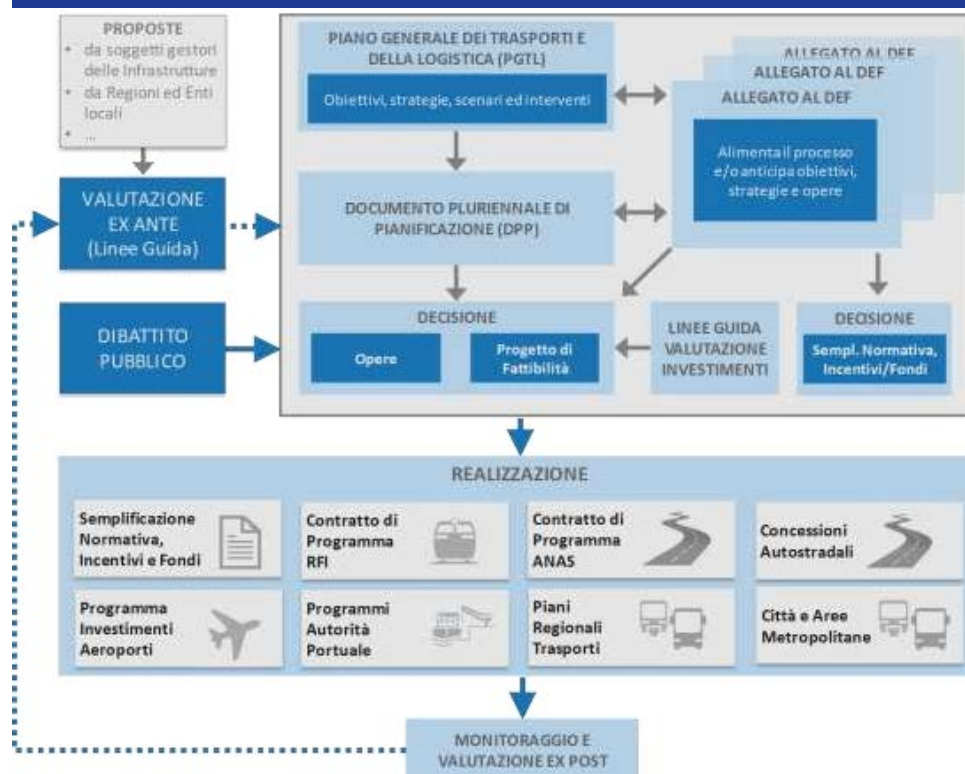 PROPOSTE
• da soggetti gestori
delle Infrastrutture
• da Regioni ed Enti
locali
• ...
VALUTAZIONE
EX ANTE
(Linee Guida)
DIBATTITO
PUBBLICO
PIANO GENERALE DEI TRASPORTI E
DELLA LOGISTICA (PGTL)
Obiettivi, strategie, scenari ed interventi
DOCUMENTO PLURIENNALE DI
PIANIFICAZIONE (DPP)
ALLEGATO AL DEF
ALLEGATO AL DEF
ALLEGATO AL DEF
Alimenta il processo
e/o anticipa obiettivi,
strategie e opere
DECISIONE
Opere
Progetto di
Fattibilità
LINEE GUIDA
VALUTAZIONE
INVESTIMENTI
DECISIONE
Sempl. Normativa,
Incentivi/Fondi
REALIZZAZIONE
Semplificazione
Normativa,
Incentivi e Fondi
Contratto di
Programma
RFI
Contratto di
Programma
ANAS
Concessioni
Autostradali
Programma
Investimenti
Aeroporti
Programmi
Autorità
Portuale
Piani
Regionali
Trasporti
Città e Aree
Metropolitane
MONITORAGGIO E
VALUTAZIONE EX POST